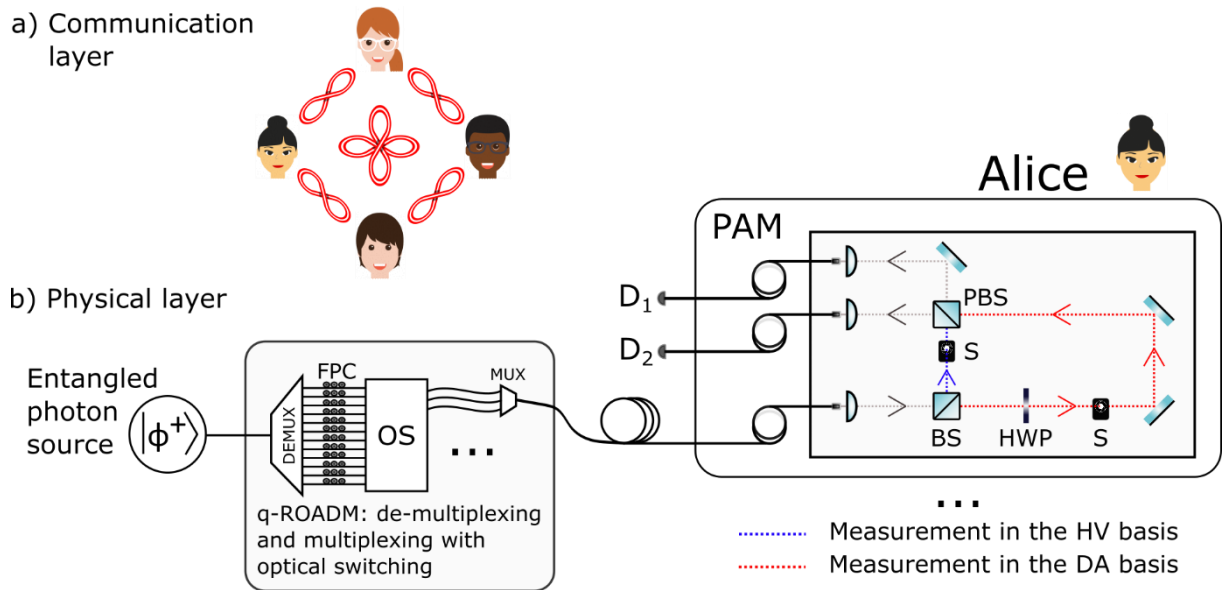 a) Communication
layer
b) Physical layer
Entangled
photon
source
|ϕ⁺⟩
DEMUX
FPC
OS
MUX
...
q-ROADM: de-multiplexing
and multiplexing with
optical switching
Alice
PAM
D₁
D₂
PBS
S
BS
HWP
S
...
Measurement in the HV basis
Measurement in the DA basis